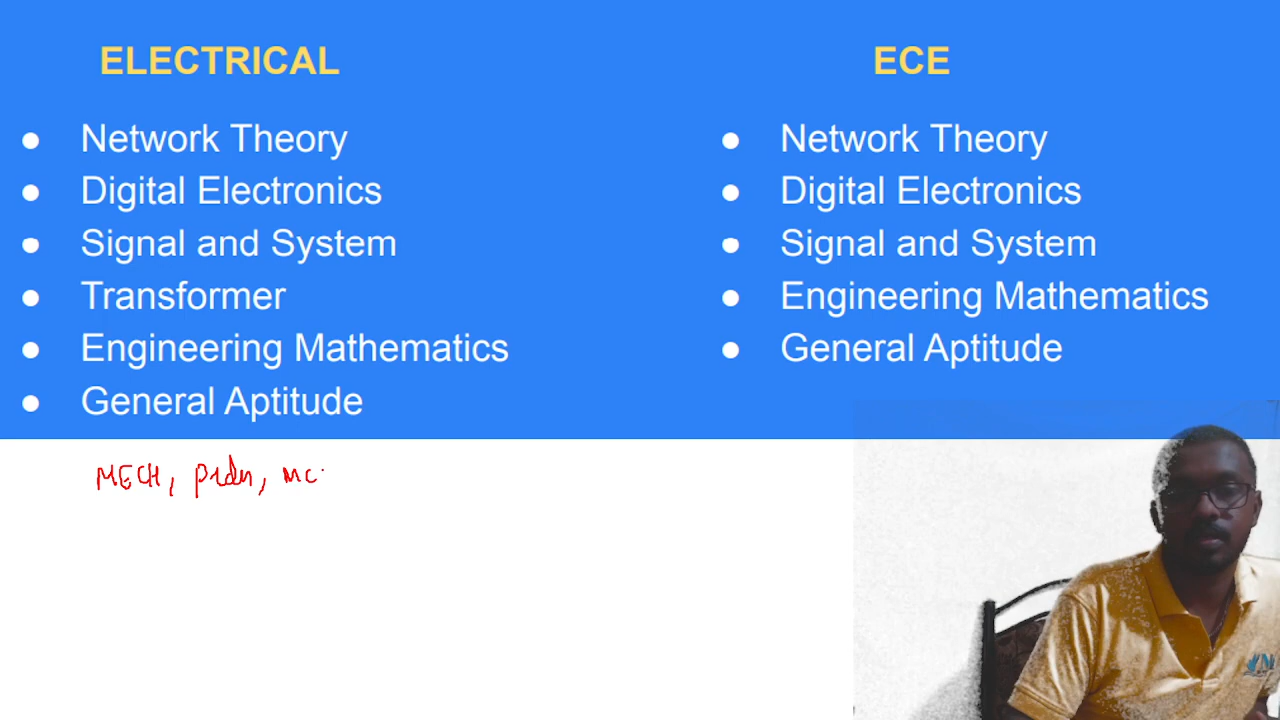 ELECTRICAL
● Network Theory
● Digital Electronics
● Signal and System
● Transformer
● Engineering Mathematics
● General Aptitude
ECE
● Network Theory
● Digital Electronics
● Signal and System
● Engineering Mathematics
● General Aptitude
MECH, prdn, mc